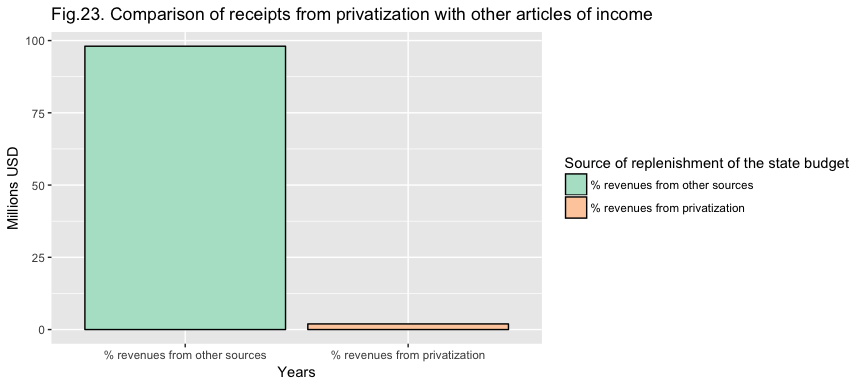 Fig.23. Comparison of receipts from privatization with other articles of income
100
75
50
25
0
Millions USD
% revenues from other sources
% revenues from privatization
Years
Source of replenishment of the state budget
% revenues from other sources
% revenues from privatization